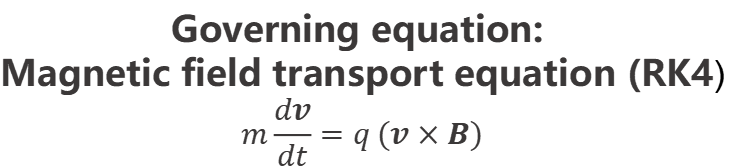 Governing equation:
Magnetic field transport equation (RK4)
m dv/dt = q (v × B)